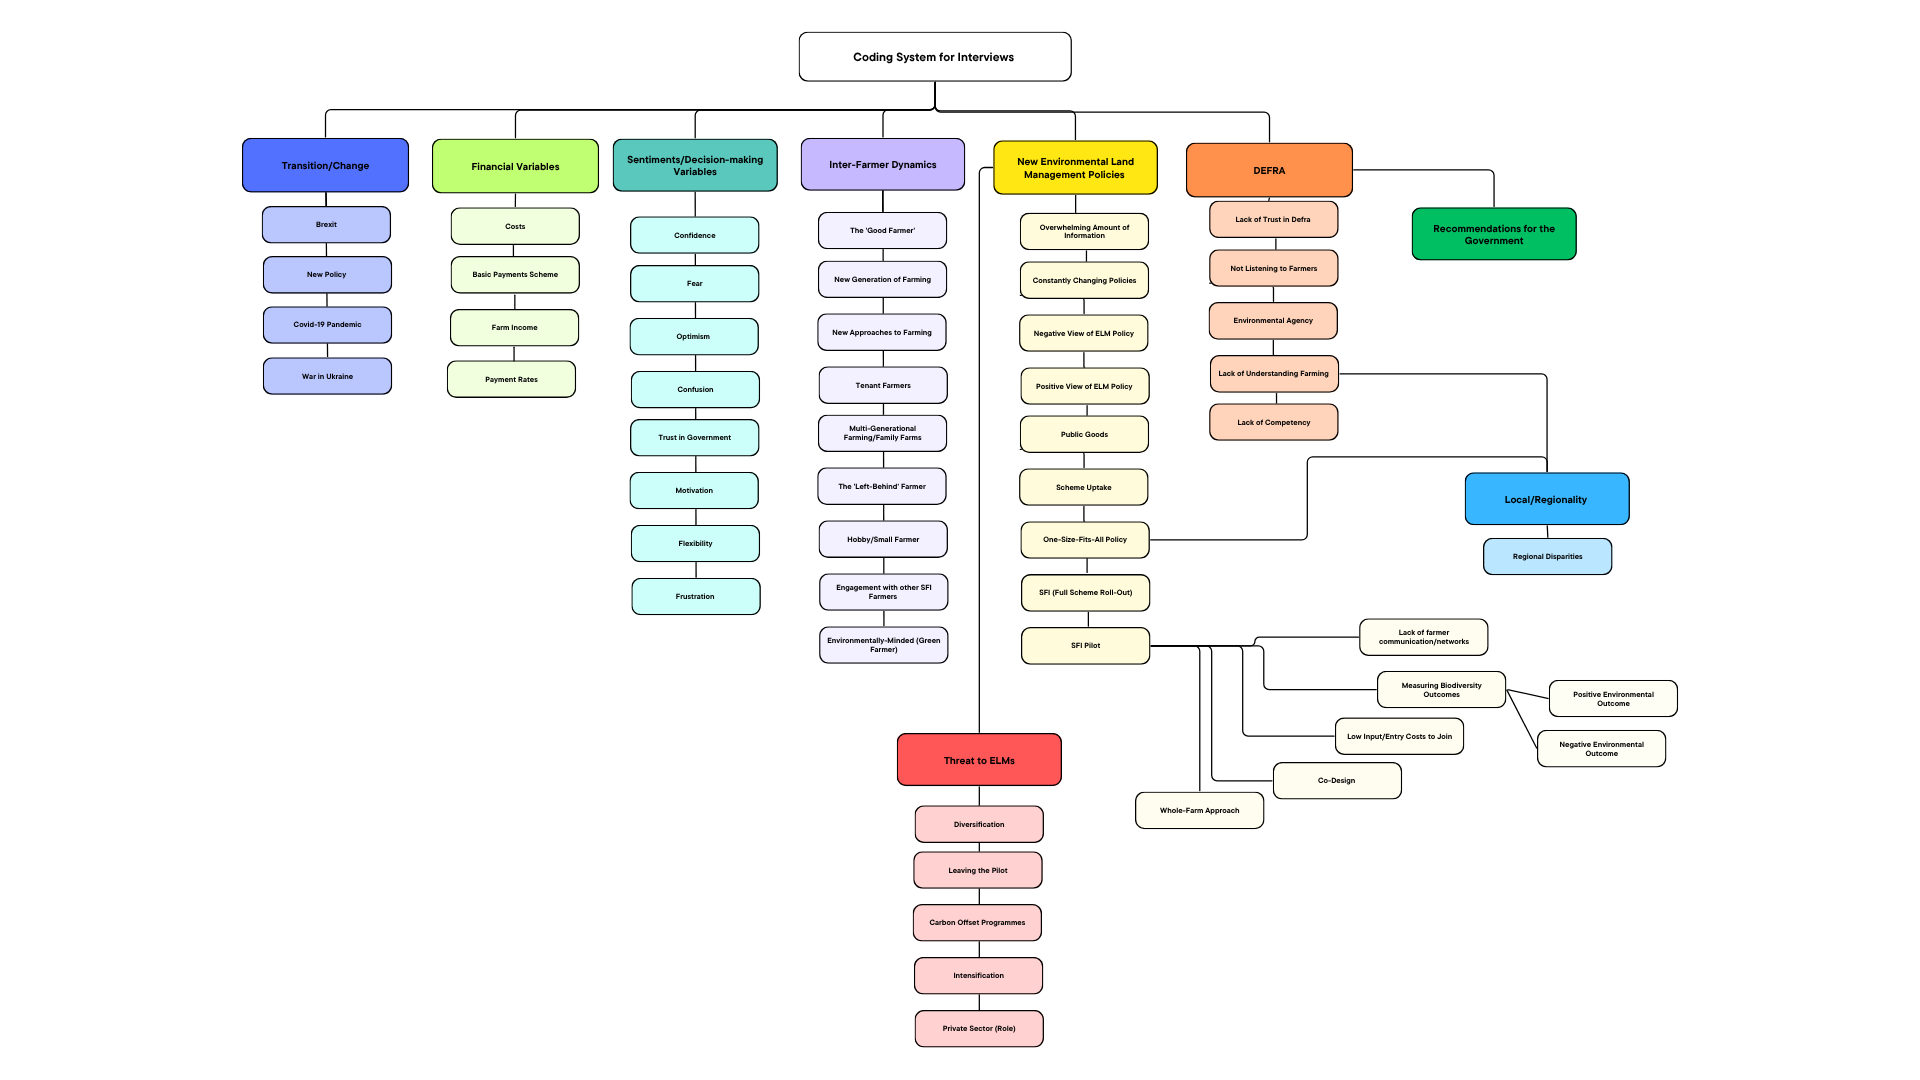 Coding System for Interviews
Transition/Change
Brexit
New Policy
Covid-19 Pandemic
War in Ukraine
Financial Variables
Costs
Basic Payments Scheme
Farm Income
Payment Rates
Sentiments/Decision-making
Variables
Confidence
Fear
Optimism
Confusion
Trust in Government
Motivation
Flexibility
Frustration
Inter-Farmer Dynamics
The 'Good Farmer'
New Generation of Farming
New Approaches to Farming
Tenant Farmers
Multi-Generational
Farming/Family Farms
The 'Left-Behind' Farmer
Hobby/Small Farmer
Engagement with other SFI
Farmers
Environmentally-Minded (Green
Farmer)
New Environmental Land
Management Policies
Overwhelming Amount of
Information
Constantly Changing Policies
Negative View of ELM Policy
Positive View of ELM Policy
Public Goods
Scheme Uptake
One-Size-Fits-All Policy
SFI (Full Scheme Roll-Out)
SFI Pilot
Lack of farmer
communication/networks
Measuring Biodiversity
Outcomes
Positive Environmental
Outcome
Negative Environmental
Outcome
Low Input/Entry Costs to Join
Co-Design
Whole-Farm Approach
Threat to ELMs
Diversification
Leaving the Pilot
Carbon Offset Programmes
Intensification
Private Sector (Role)
DEFRA
Lack of Trust in Defra
Not Listening to Farmers
Environmental Agency
Lack of Understanding Farming
Lack of Competency
Recommendations for the
Government
Local/Regionality
Regional Disparities